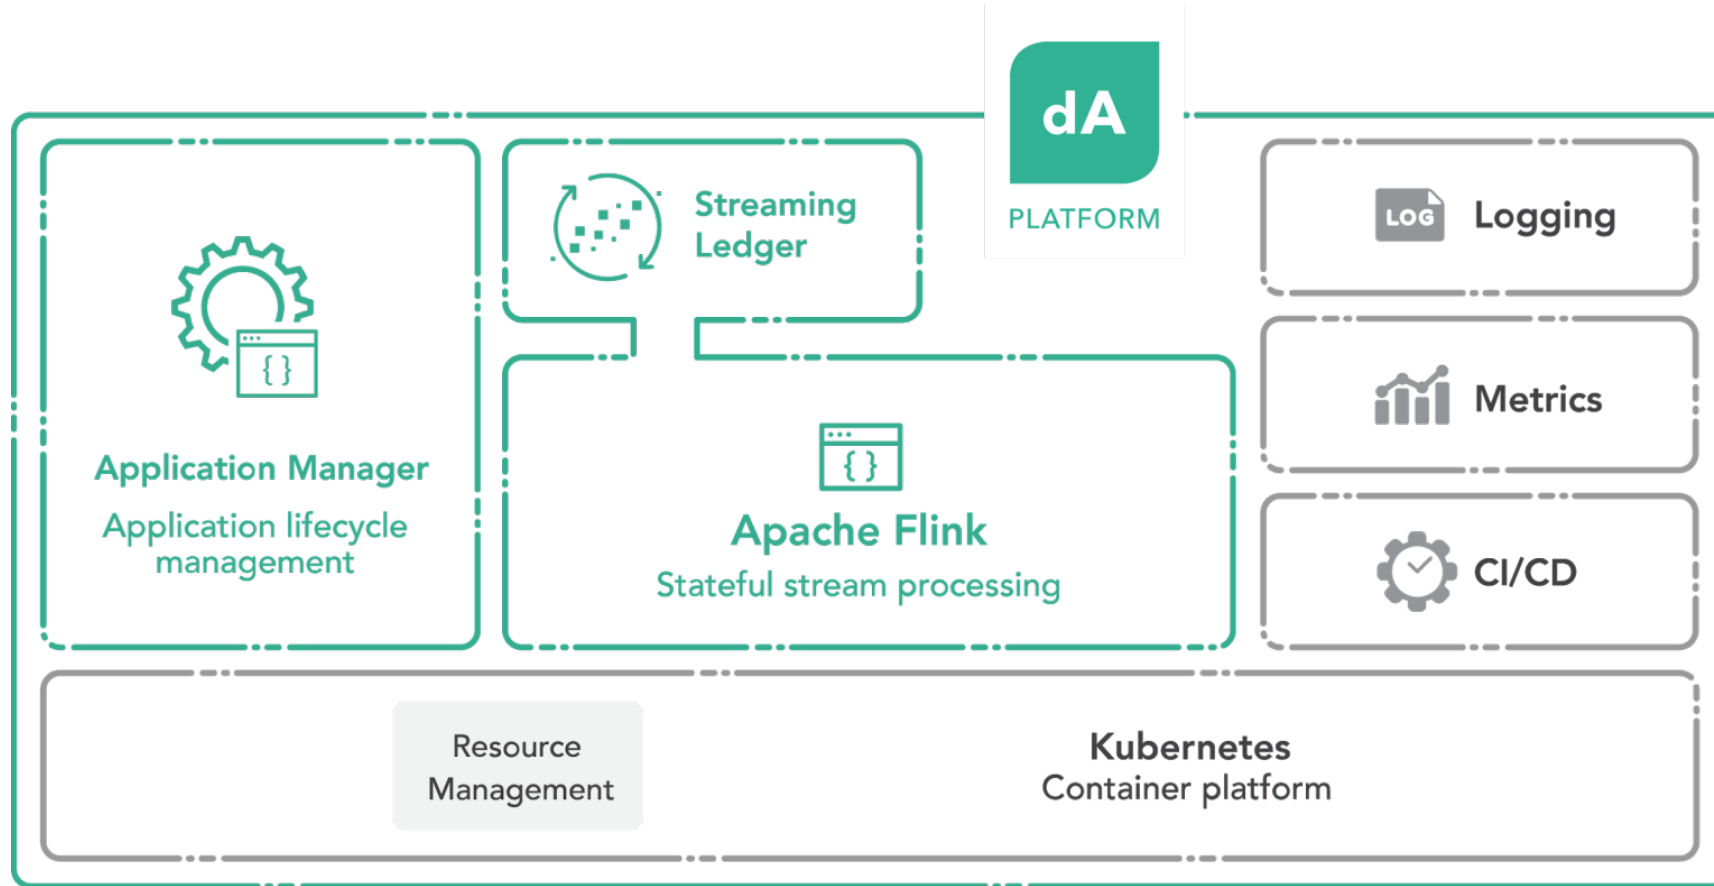 dA
PLATFORM
{ }
Application Manager
Application lifecycle
management
Streaming
Ledger
{ }
Apache Flink
Stateful stream processing
LOG
Logging
Metrics
CI/CD
Resource
Management
Kubernetes
Container platform